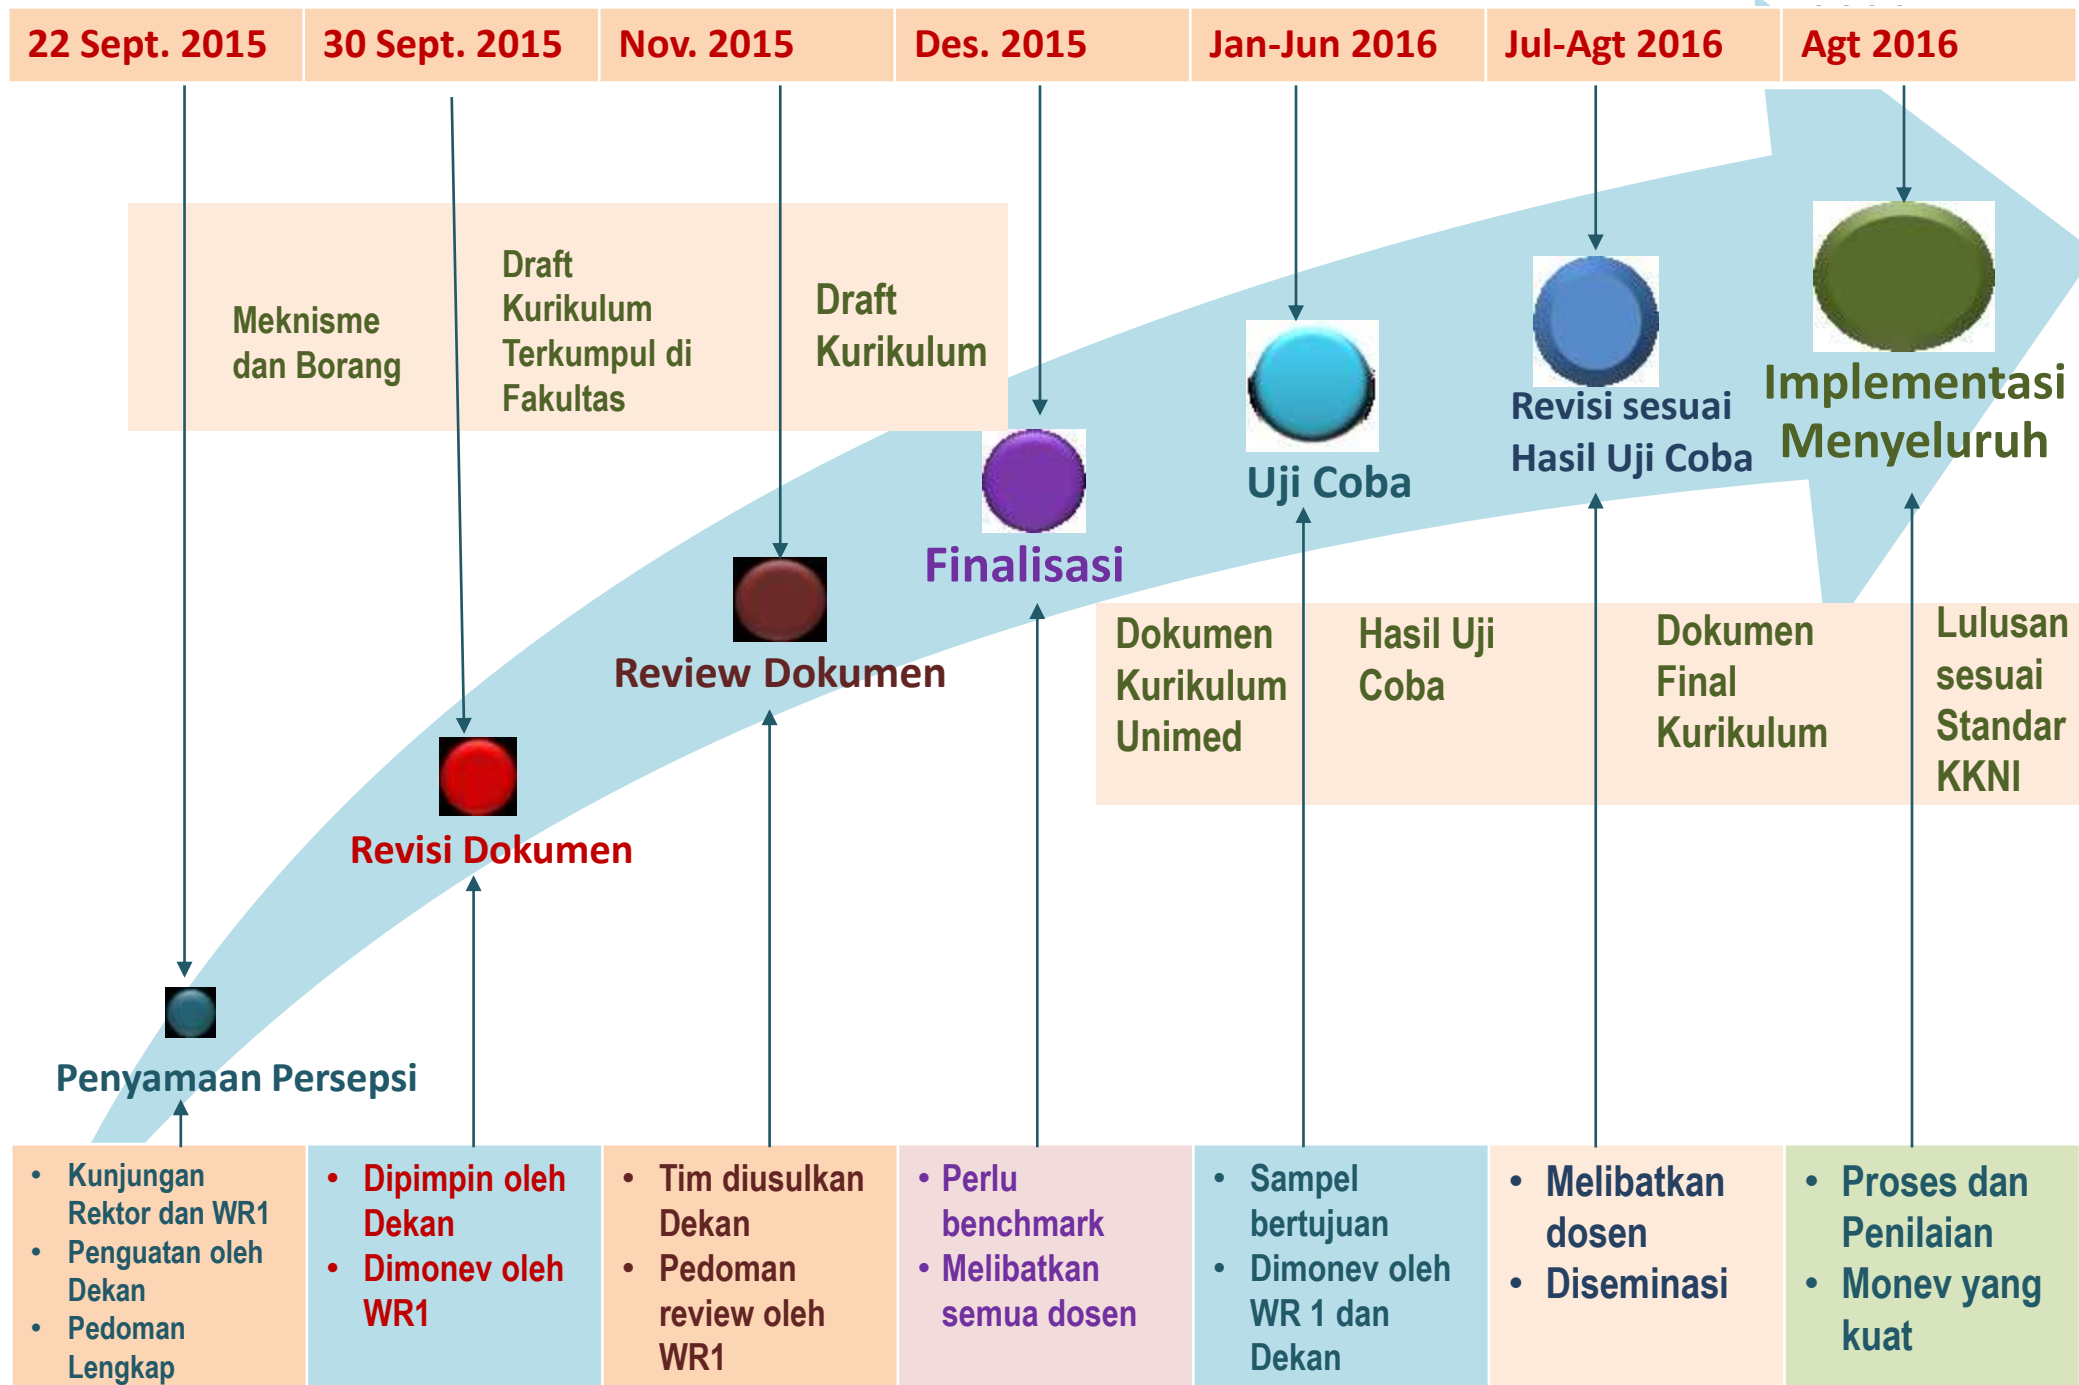 22 Sept. 2015
30 Sept. 2015
Nov. 2015
Des. 2015
Jan-Jun 2016
Jul-Agt 2016
Agt 2016
Meknisme
dan Borang
Draft
Kurikulum
Terkumpul di
Fakultas
Draft
Kurikulum
Implementasi
Menyeluruh
Revisi sesuai
Hasil Uji Coba
Uji Coba
Finalisasi
Review Dokumen
Revisi Dokumen
Penyamaan Persepsi
Dokumen
Kurikulum
Unimed
Hasil Uji
Coba
Dokumen
Final
Kurikulum
Lulusan
sesuai
Standar
KKNI
• Kunjungan
Rektor dan WR1
• Penguatan oleh
Dekan
• Pedoman
Lengkap
• Dipimpin oleh
Dekan
• Dimonev oleh
WR1
• Tim diusulkan
Dekan
• Pedoman
review oleh
WR1
• Perlu
benchmark
• Melibatkan
semua dosen
• Sampel
bertujuan
• Dimonev oleh
WR 1 dan
Dekan
• Melibatkan
dosen
• Diseminasi
• Proses dan
Penilaian
• Monev yang
kuat